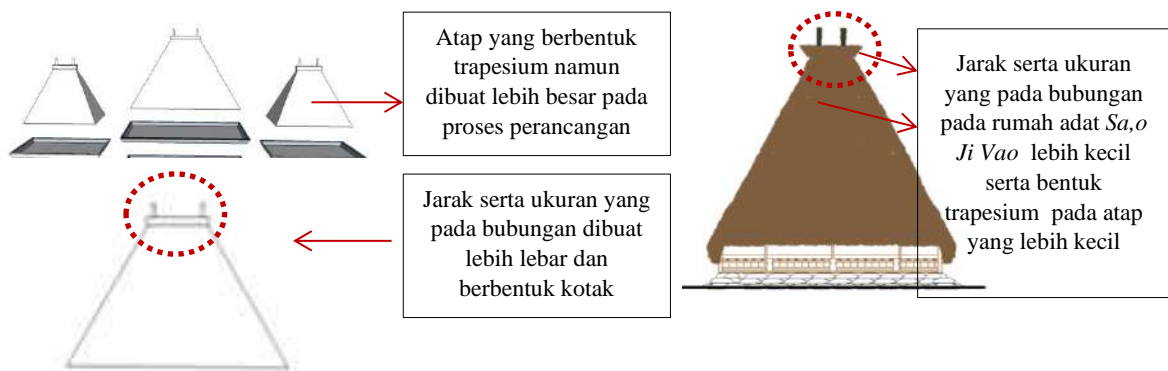 Atap yang berbentuk
trapesium namun
dibuat lebih besar pada
proses perancangan
Jarak serta ukuran yang
pada bubungan dibuat
lebih lebar dan
berbentuk kotak
Jarak serta ukuran
yang pada bubungan
pada rumah adat Sa,o
Ji Vao lebih kecil
serta bentuk
trapesium pada atap
yang lebih kecil